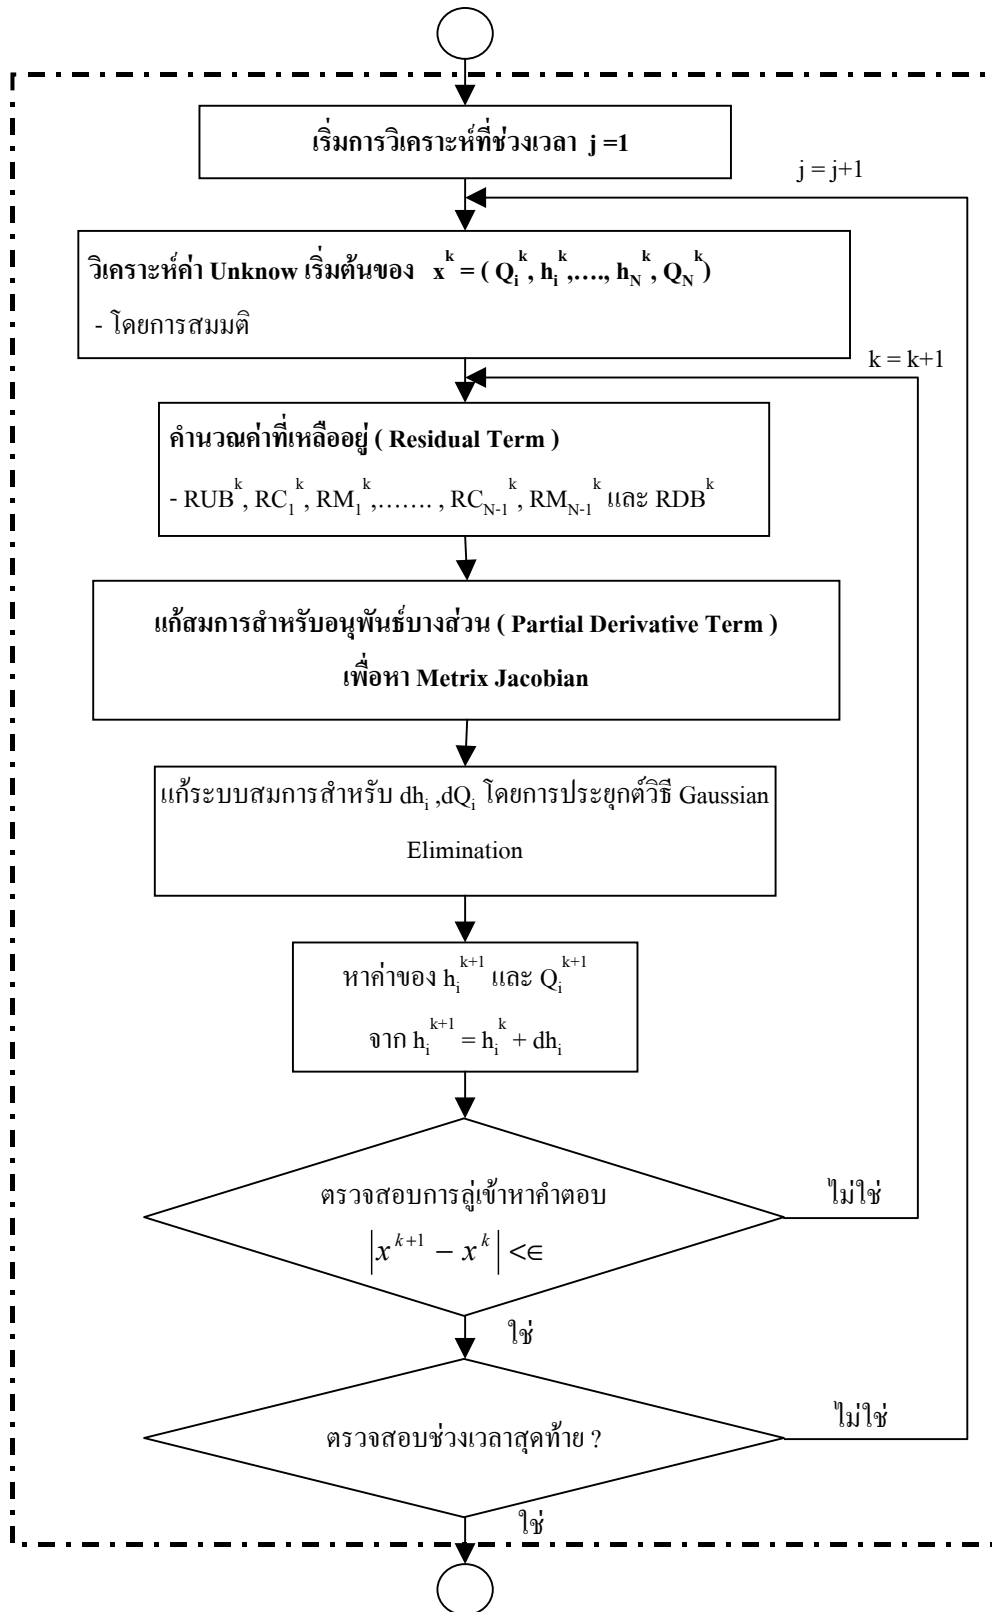 เริ่มการวิเคราะห์ที่ช่วงเวลา j =1
j = j+1
วิเคราะห์ค่า Unknow เริ่มต้นของ x^k = ( Q_i^k, h_i^k,…., h_N^k, Q_N^k)
- โดยการสมมติ
k = k+1
คำนวณค่าที่เหลืออยู่ ( Residual Term )
- RUB^k, RC_1^k, RM_1^k,……. , RC_{N-1}^k, RM_{N-1}^k และ RDB^k
แก้สมการสำหรับอนุพันธ์บางส่วน ( Partial Derivative Term )
เพื่อหา Metrix Jacobian
แก้ระบบสมการสำหรับ dh_i ,dQ_i โดยการประยุกต์วิธี Gaussian
Elimination
หาค่าของ h_i^{k+1} และ Q_i^{k+1}
จาก h_i^{k+1} = h_i^k + dh_i
ตรวจสอบการลู่เข้าหาคำตอบ
ไม่ใช่
|x^{k+1} − x^k| <∈
ใช่
ตรวจสอบช่วงเวลาสุดท้าย ?
ไม่ใช่
ใช่